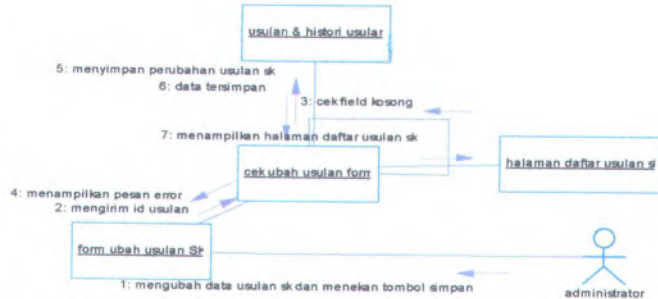 usulan & histori usular
5: menyimpan perubahan usulan sk
6: data tersimpan
3: cek field kosong
7: menampilkan halaman daftar usulan sk
cek ubah usulan form
halaman daftar usulan sk
4: menampilkan pesan error
2: mengirim id usulan
form ubah usulan SK
1: mengubah data usulan sk dan menekan tombol simpan
administrator